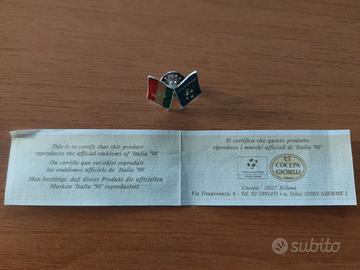 This is to certify that this product
reproduces the official emblems of "Italia '90"
On certifie que cet objet reproduit
les emblèmes officiels de "Italia '90"
Man bestätigt, daß dieses Produkt die offiziellen
Marken "Italia '90" reproduziert.
Si certifica che questo prodotto
riproduce i marchi ufficiali di "Italia '90"
COCEPA
GIOIELLI
Cocepa - 20127 Milano
Via Temperanza, 6 - Tel. 02/2892451 r.a. Telex 325001 GIEMME I
subito